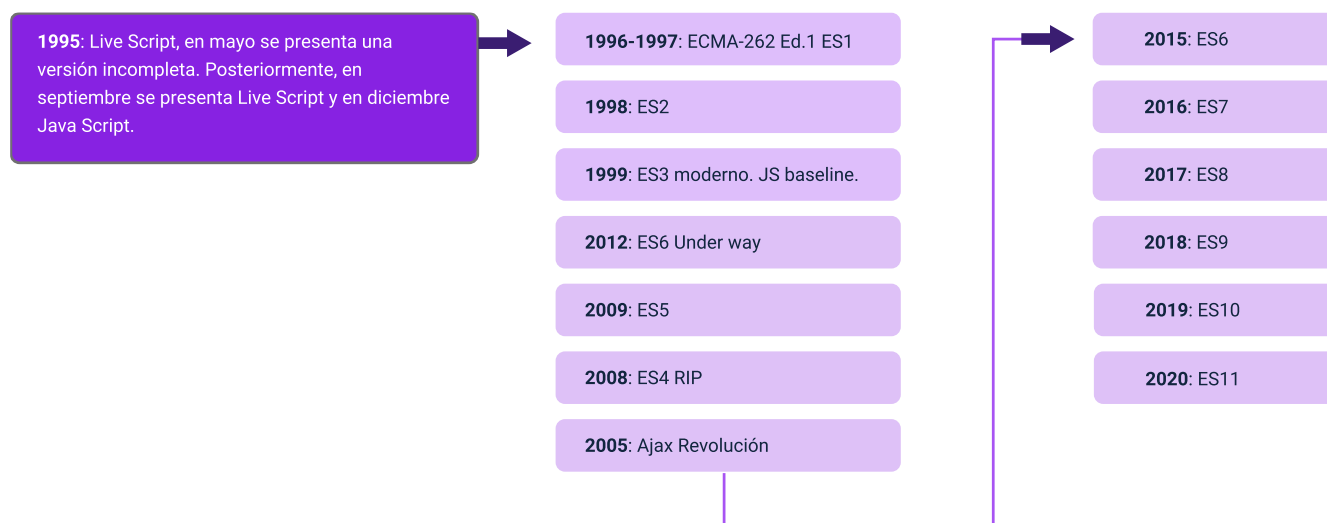 1995: Live Script, en mayo se presenta una
versión incompleta. Posteriormente, en
septiembre se presenta Live Script y en diciembre
Java Script.
1996-1997: ECMA-262 Ed.1 ES1
1998: ES2
1999: ES3 moderno. JS baseline.
2012: ES6 Under way
2009: ES5
2008: ES4 RIP
2005: Ajax Revolución
2015: ES6
2016: ES7
2017: ES8
2018: ES9
2019: ES10
2020: ES11